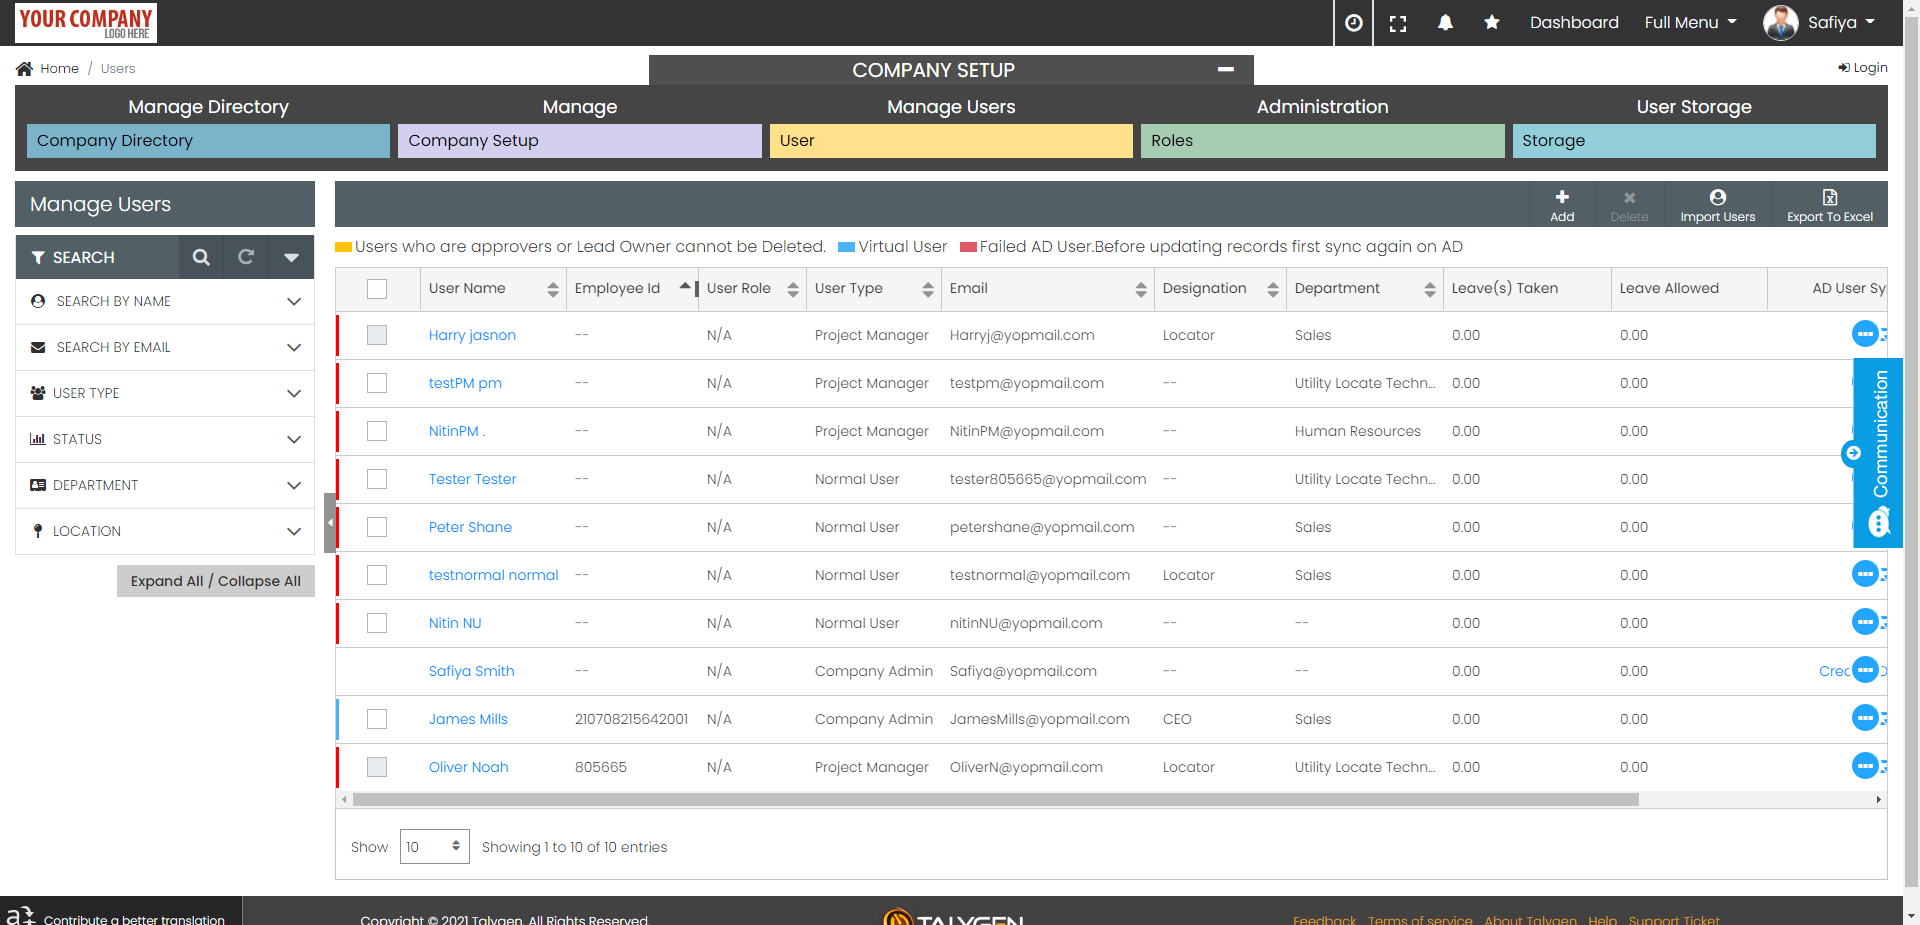 YOUR COMPANY
LOGO HERE
Dashboard Full Menu Safiya
Home / Users
COMPANY SETUP
Login
Manage Directory Manage Manage Users Administration User Storage
Company Directory Company Setup User Roles Storage
Manage Users
Add Delete Import Users Export To Excel
SEARCH
SEARCH BY NAME
SEARCH BY EMAIL
USER TYPE
STATUS
DEPARTMENT
LOCATION
Expand All / Collapse All
Users who are approvers or Lead Owner cannot be Deleted. Virtual User Failed AD User.Before updating records first sync again on AD
User Name Employee Id User Role User Type Email Designation Department Leave(s) Taken Leave Allowed AD User Sy
Harry jasnon -- N/A Project Manager Harryj@yopmail.com Locator Sales 0.00 0.00
testPM pm -- N/A Project Manager testpm@yopmail.com -- Utility Locate Techn... 0.00 0.00
NitinPM . -- N/A Project Manager NitinPM@yopmail.com -- Human Resources 0.00 0.00
Tester Tester -- N/A Normal User tester805665@yopmail.com -- Utility Locate Techn... 0.00 0.00
Peter Shane -- N/A Normal User petershane@yopmail.com -- Sales 0.00 0.00
testnormal normal -- N/A Normal User testnormal@yopmail.com Locator Sales 0.00 0.00
Nitin NU -- N/A Normal User nitinNU@yopmail.com -- -- 0.00 0.00
Safiya Smith -- N/A Company Admin Safiya@yopmail.com -- -- 0.00 0.00
James Mills 210708215642001 N/A Company Admin JamesMills@yopmail.com CEO Sales 0.00 0.00
Oliver Noah 805665 N/A Project Manager OliverN@yopmail.com Locator Utility Locate Techn... 0.00 0.00
Communication
Show 10 Showing 1 to 10 of 10 entries
Contribute a better translation
Copyright © 2021 Talygen. All Rights Reserved.
TALYGEN
Feedback Terms of service About Talygen Help Support Ticket